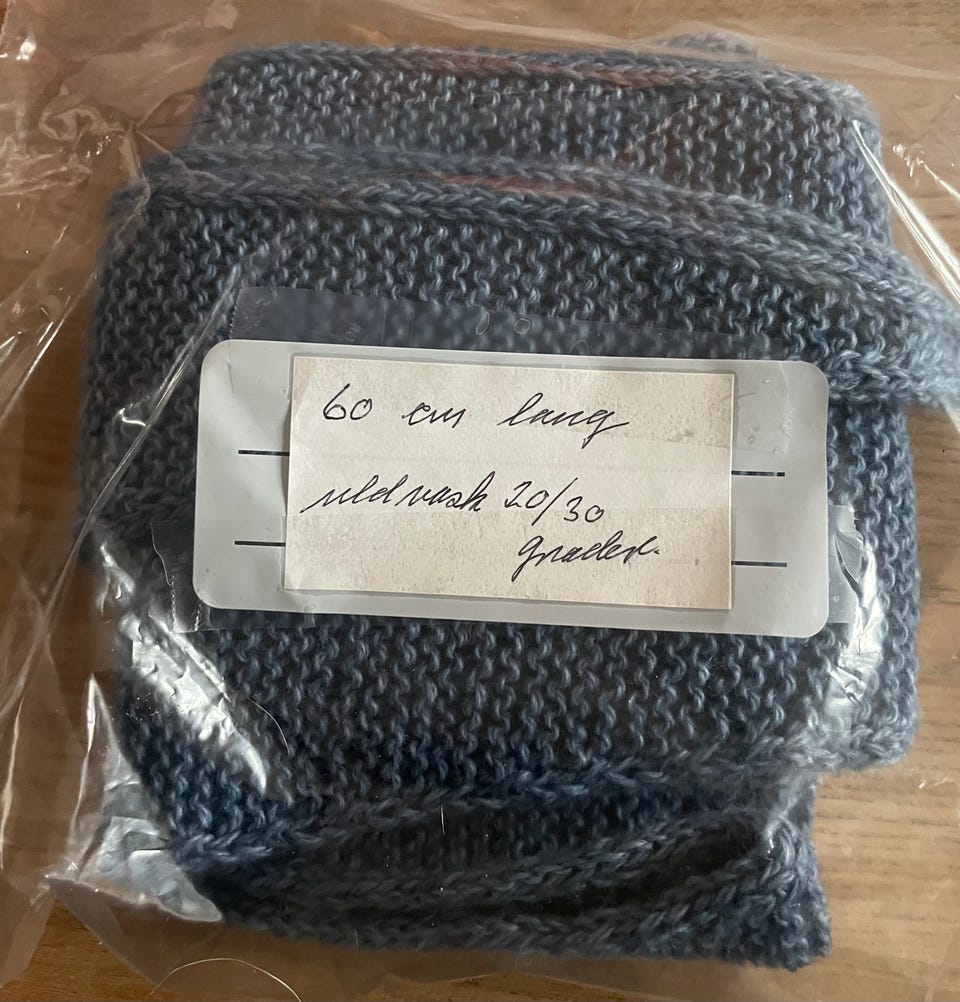 60 cm lang
uldvask 20/30
grader.